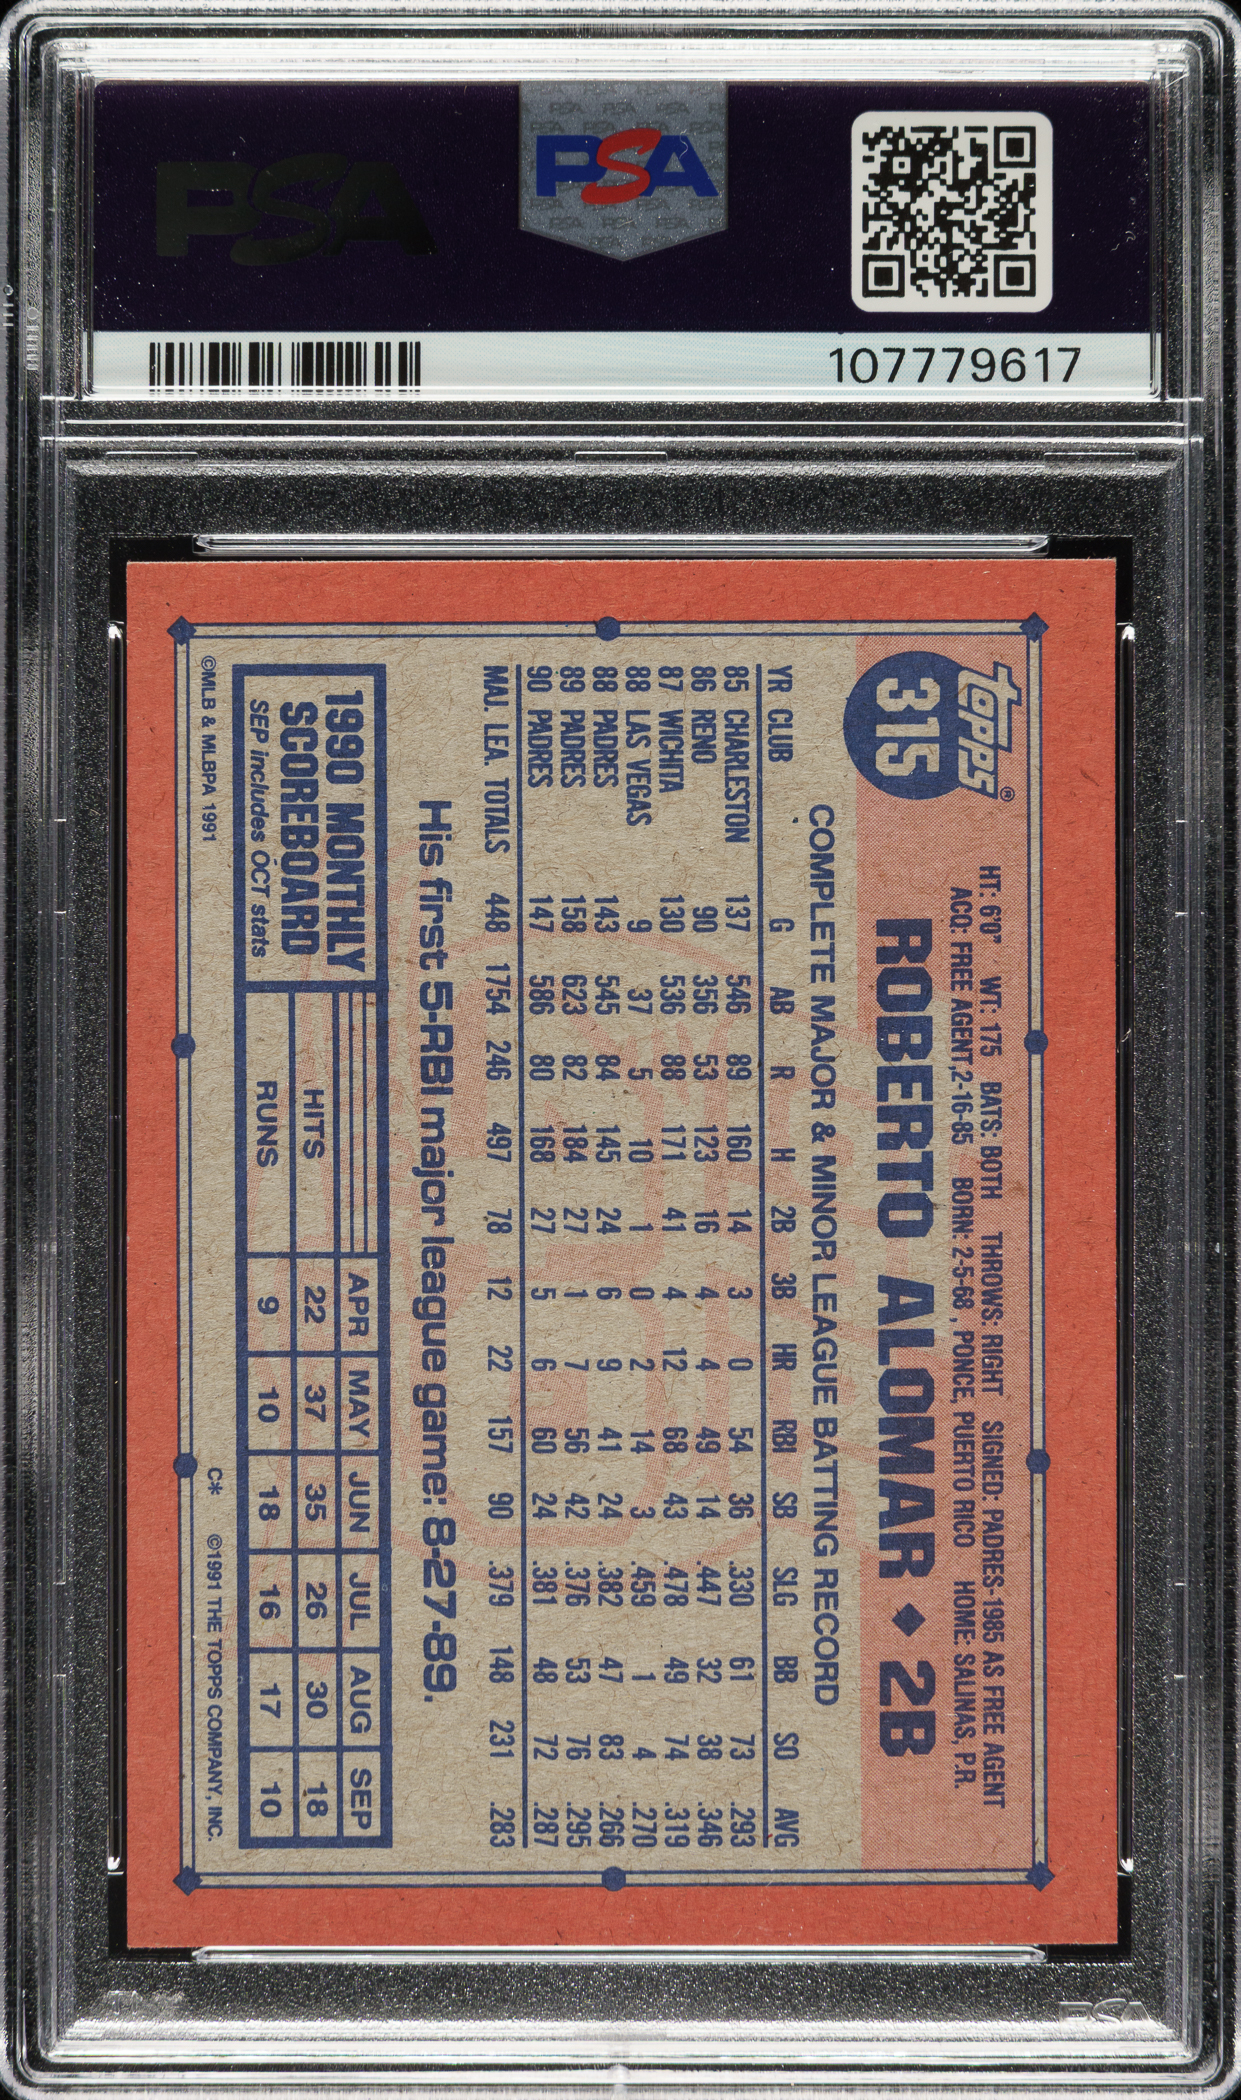 PSA
PSA
107779617
topps®
315
HT: 6'0" WT: 175 BATS: BOTH THROWS: RIGHT SIGNED: PADRES-1985 AS FREE AGENT
ACQ: FREE AGENT,2-16-85 BORN: 2-5-68, PONCE, PUERTO RICO HOME: SALINAS, P.R.
ROBERTO ALOMAR ♦ 2B
COMPLETE MAJOR & MINOR LEAGUE BATTING RECORD
YR CLUB G AB R H 2B 3B HR RBI SB SLG BB SO AVG
85 CHARLESTON 137 546 89 160 14 3 0 54 36 .330 61 73 .293
86 RENO 90 356 53 123 16 4 4 49 14 .447 32 38 .346
87 WICHITA 130 536 88 171 41 4 12 68 43 .478 49 74 .319
88 LAS VEGAS 9 37 5 10 1 0 2 14 3 .459 1 4 .270
88 PADRES 143 545 84 145 24 6 9 41 24 .382 47 83 .266
89 PADRES 158 623 82 184 27 1 7 56 42 .376 53 76 .295
90 PADRES 147 586 80 168 27 5 6 60 24 .381 48 72 .287
MAJ. LEA. TOTALS 448 1754 246 497 78 12 22 157 90 .379 148 231 .283
His first 5-RBI major league game: 8-27-89.
1990 MONTHLY
SCOREBOARD
SEP includes OCT stats
APR MAY JUN JUL AUG SEP
HITS 22 37 35 26 30 18
RUNS 9 10 18 16 17 10
©MLB & MLBPA 1991 C* ©1991 THE TOPPS COMPANY, INC.
PSA